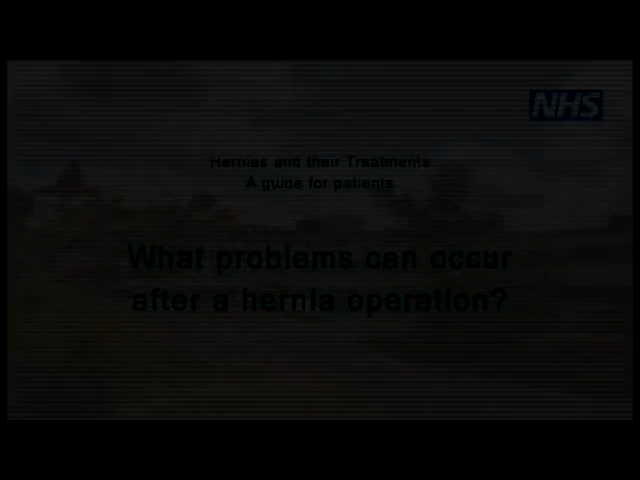 NHS
Hernias and their Treatments
A guide for patients
What problems can occur
after a hernia operation?